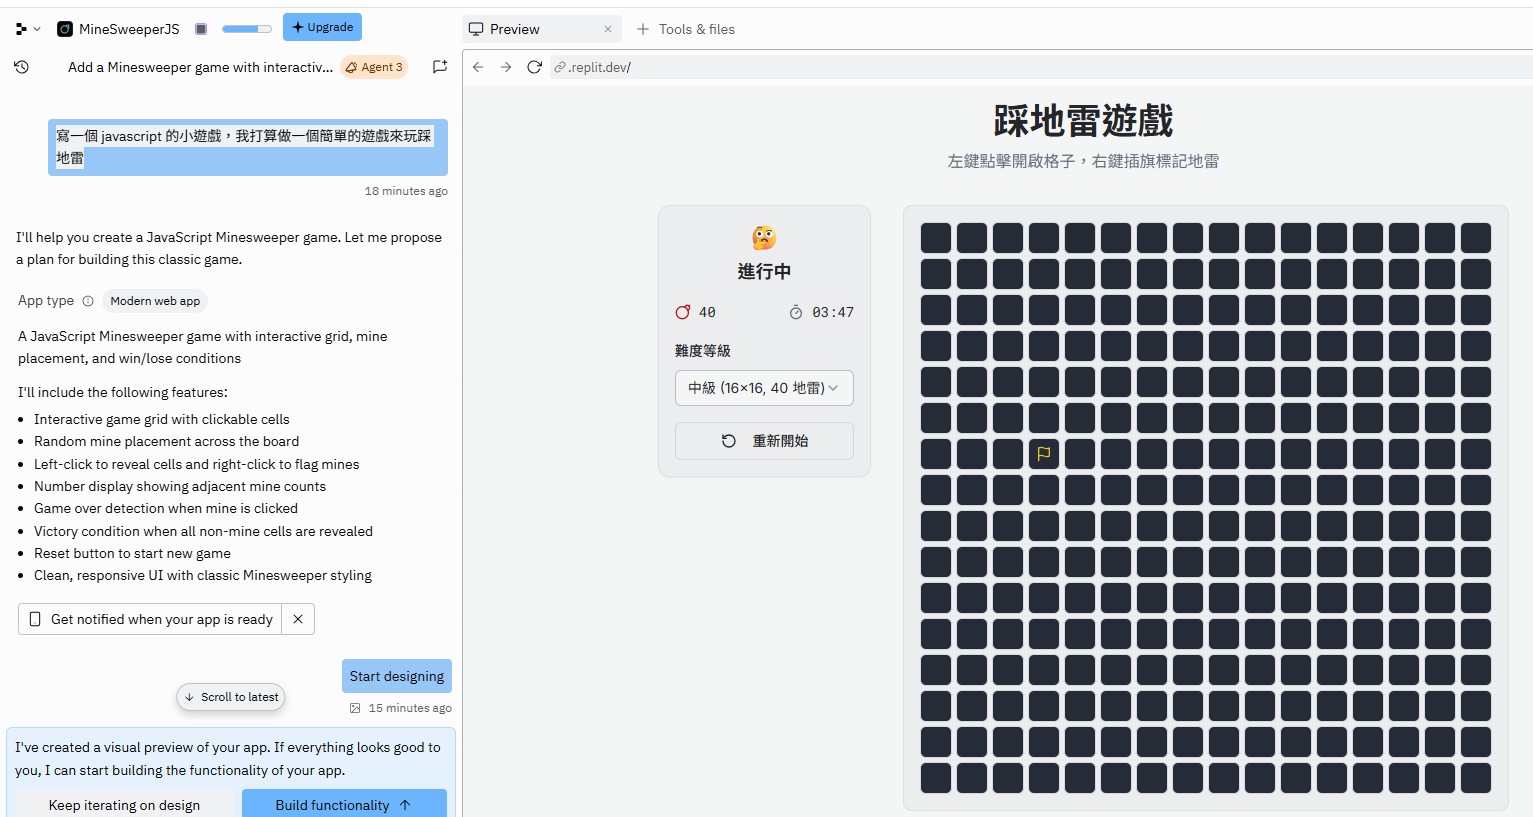 MineSweeperJS
Upgrade
Preview
Tools & files
Add a Minesweeper game with interactiv...
Agent 3
.replit.dev/
寫一個 javascript 的小遊戲，我打算做一個簡單的遊戲來玩踩
地雷
18 minutes ago
I'll help you create a JavaScript Minesweeper game. Let me propose
a plan for building this classic game.
App type
Modern web app
A JavaScript Minesweeper game with interactive grid, mine
placement, and win/lose conditions
I'll include the following features:
Interactive game grid with clickable cells
Random mine placement across the board
Left-click to reveal cells and right-click to flag mines
Number display showing adjacent mine counts
Game over detection when mine is clicked
Victory condition when all non-mine cells are revealed
Reset button to start new game
Clean, responsive UI with classic Minesweeper styling
Get notified when your app is ready
Start designing
Scroll to latest
15 minutes ago
I've created a visual preview of your app. If everything looks good to
you, I can start building the functionality of your app.
Keep iterating on design
Build functionality
踩地雷遊戲
左鍵點擊開啟格子，右鍵插旗標記地雷
進行中
40
03:47
難度等級
中級 (16×16, 40 地雷)
重新開始